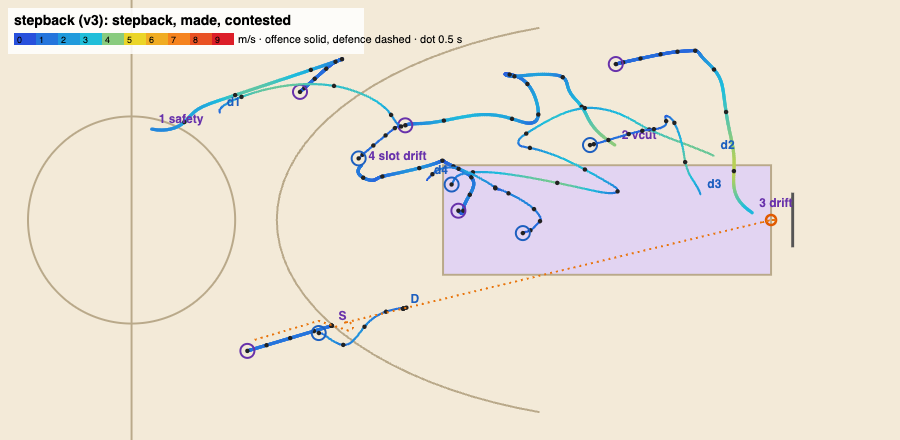 stepback (v3): stepback, made, contested
0 1 2 3 4 5 6 7 8 9 m/s · offence solid, defence dashed · dot 0.5 s
d1
1 safety
2 vcut
d2
4 slot drift
d4
d3
3 drift
D
S